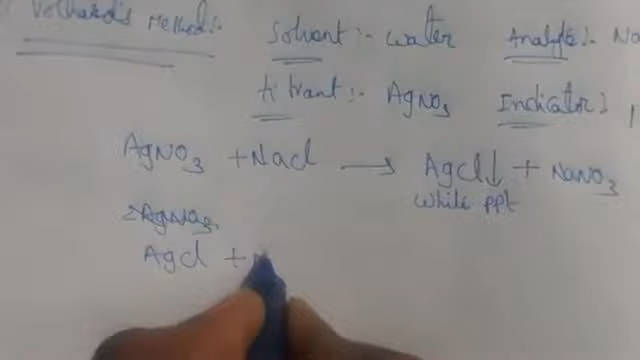 Volhard's Method:-
Solvent:- water Analyte:- Na
titrant:- AgNO3 Indicator:
AgNO3 + NaCl → AgCl↓ + NaNO3
White ppt
AgCl +